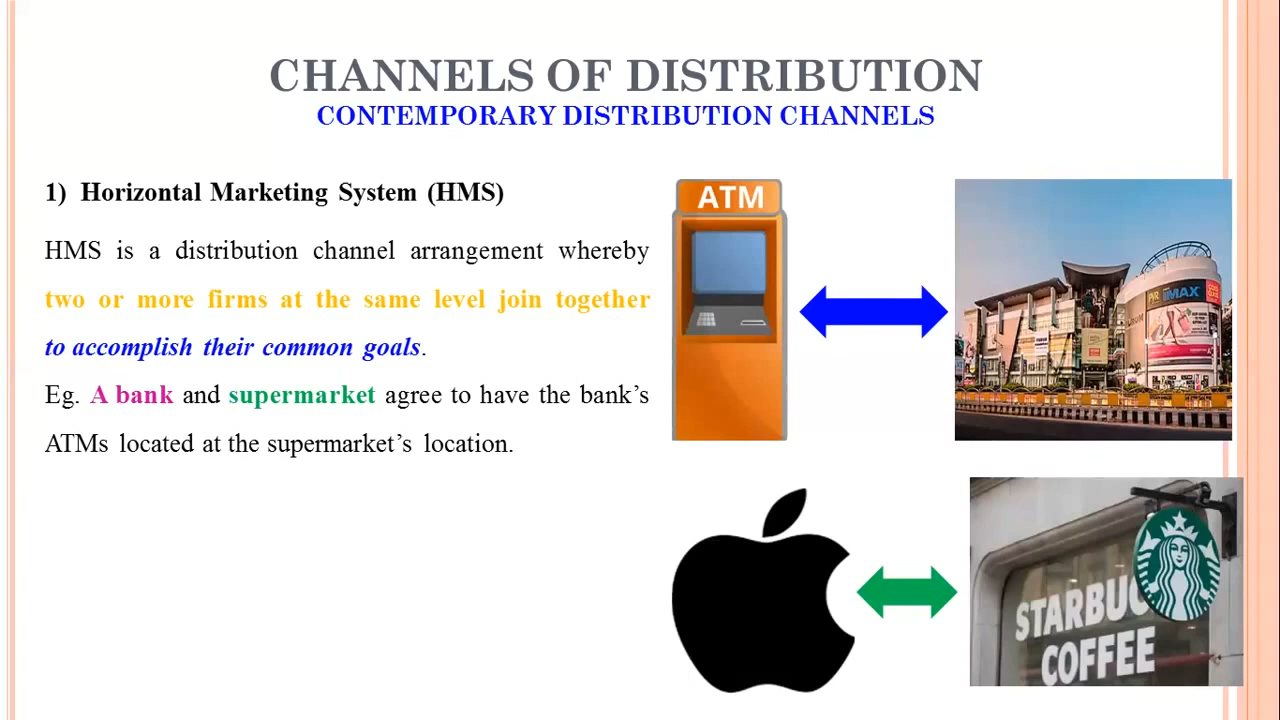 CHANNELS OF DISTRIBUTION
CONTEMPORARY DISTRIBUTION CHANNELS
1) Horizontal Marketing System (HMS)
HMS is a distribution channel arrangement whereby
two or more firms at the same level join together
to accomplish their common goals.
Eg. A bank and supermarket agree to have the bank’s
ATMs located at the supermarket’s location.
ATM
PVR IMAX
STARBUC
COFFEE